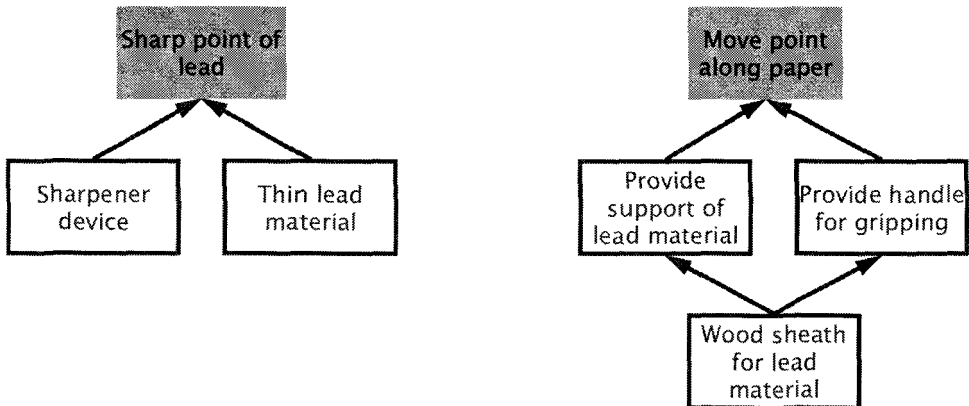 Sharp point of
lead
Move point
along paper
Sharpener
device
Thin lead
material
Provide
support of
lead material
Provide handle
for gripping
Wood sheath
for lead
material